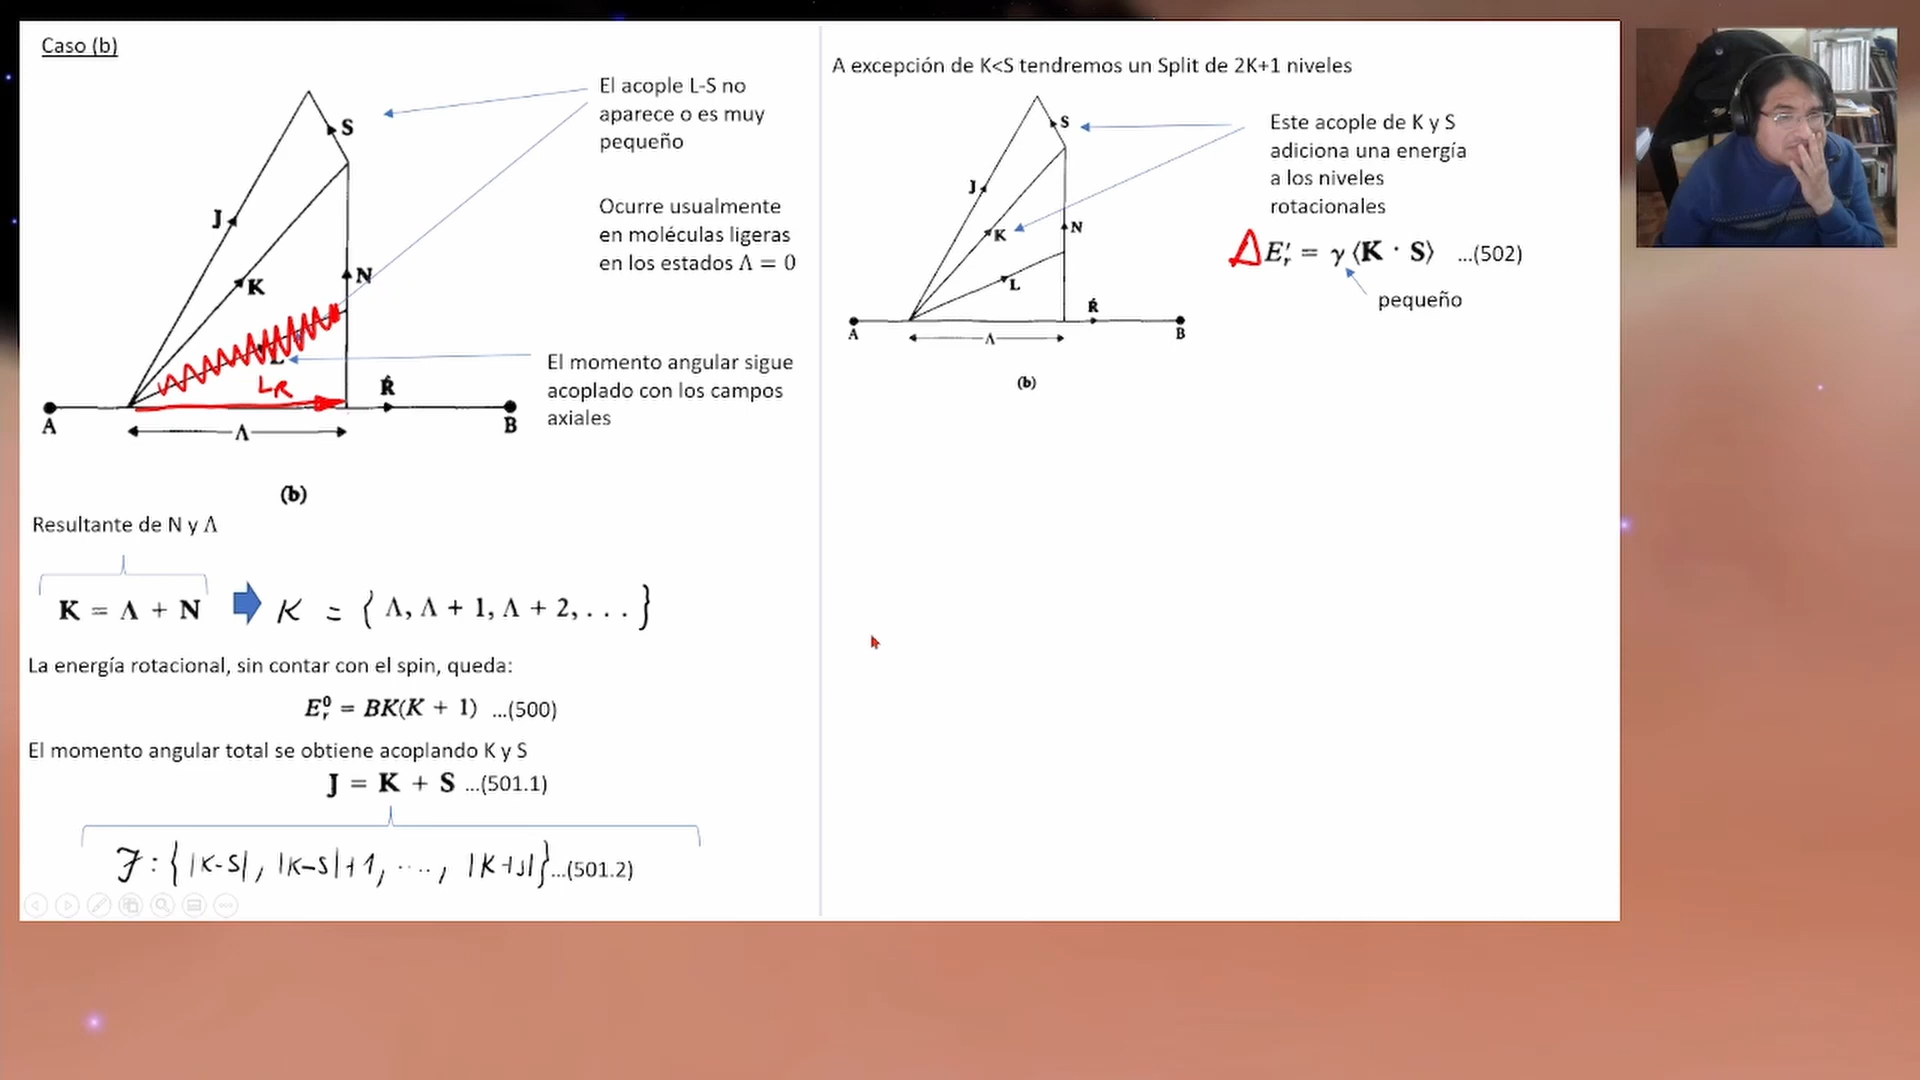 Caso (b)
S
J
N
K
L
L_R
R̂
A
Λ
B
(b)
El acople L-S no
aparece o es muy
pequeño
Ocurre usualmente
en moléculas ligeras
en los estados Λ = 0
El momento angular sigue
acoplado con los campos
axiales
Resultante de N y Λ
K = Λ + N
K = { Λ, Λ + 1, Λ + 2, . . . }
La energía rotacional, sin contar con el spin, queda:
E_r^0 = BK(K + 1) ...(500)
El momento angular total se obtiene acoplando K y S
J = K + S ...(501.1)
J : { |K-S|, |K-S|+1, ...., |K+J| } ...(501.2)
A excepción de K<S tendremos un Split de 2K+1 niveles
S
J
N
K
L
R̂
A
Λ
B
(b)
Este acople de K y S
adiciona una energía
a los niveles
rotacionales
Δ E_r' = γ ⟨K · S⟩ ...(502)
pequeño